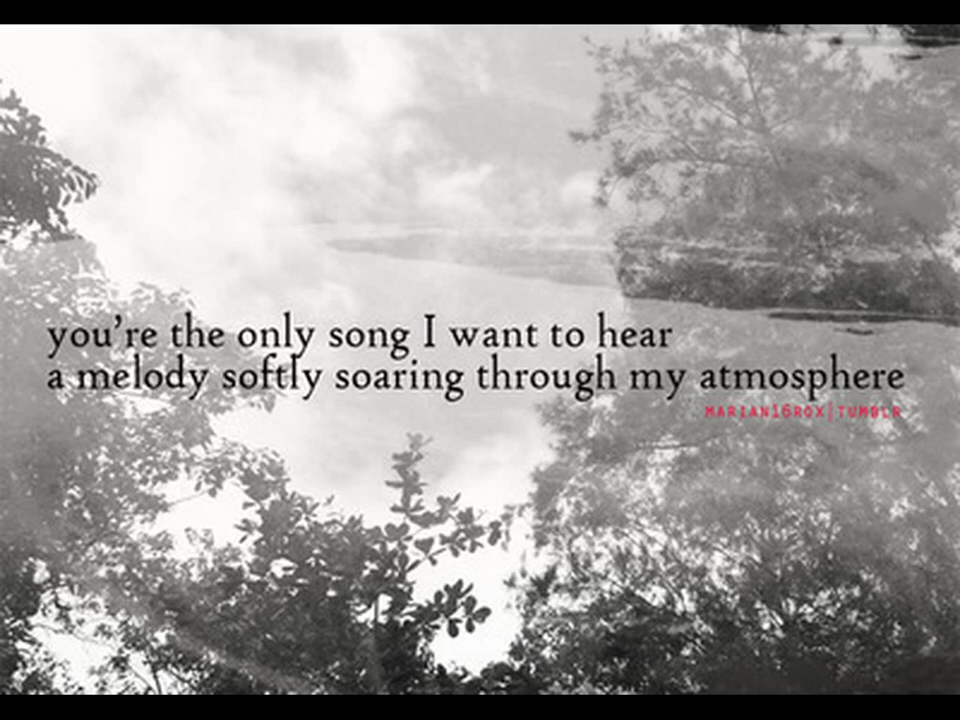 you're the only song I want to hear
a melody softly soaring through my atmosphere
MARIAN16ROX|TUMBLR